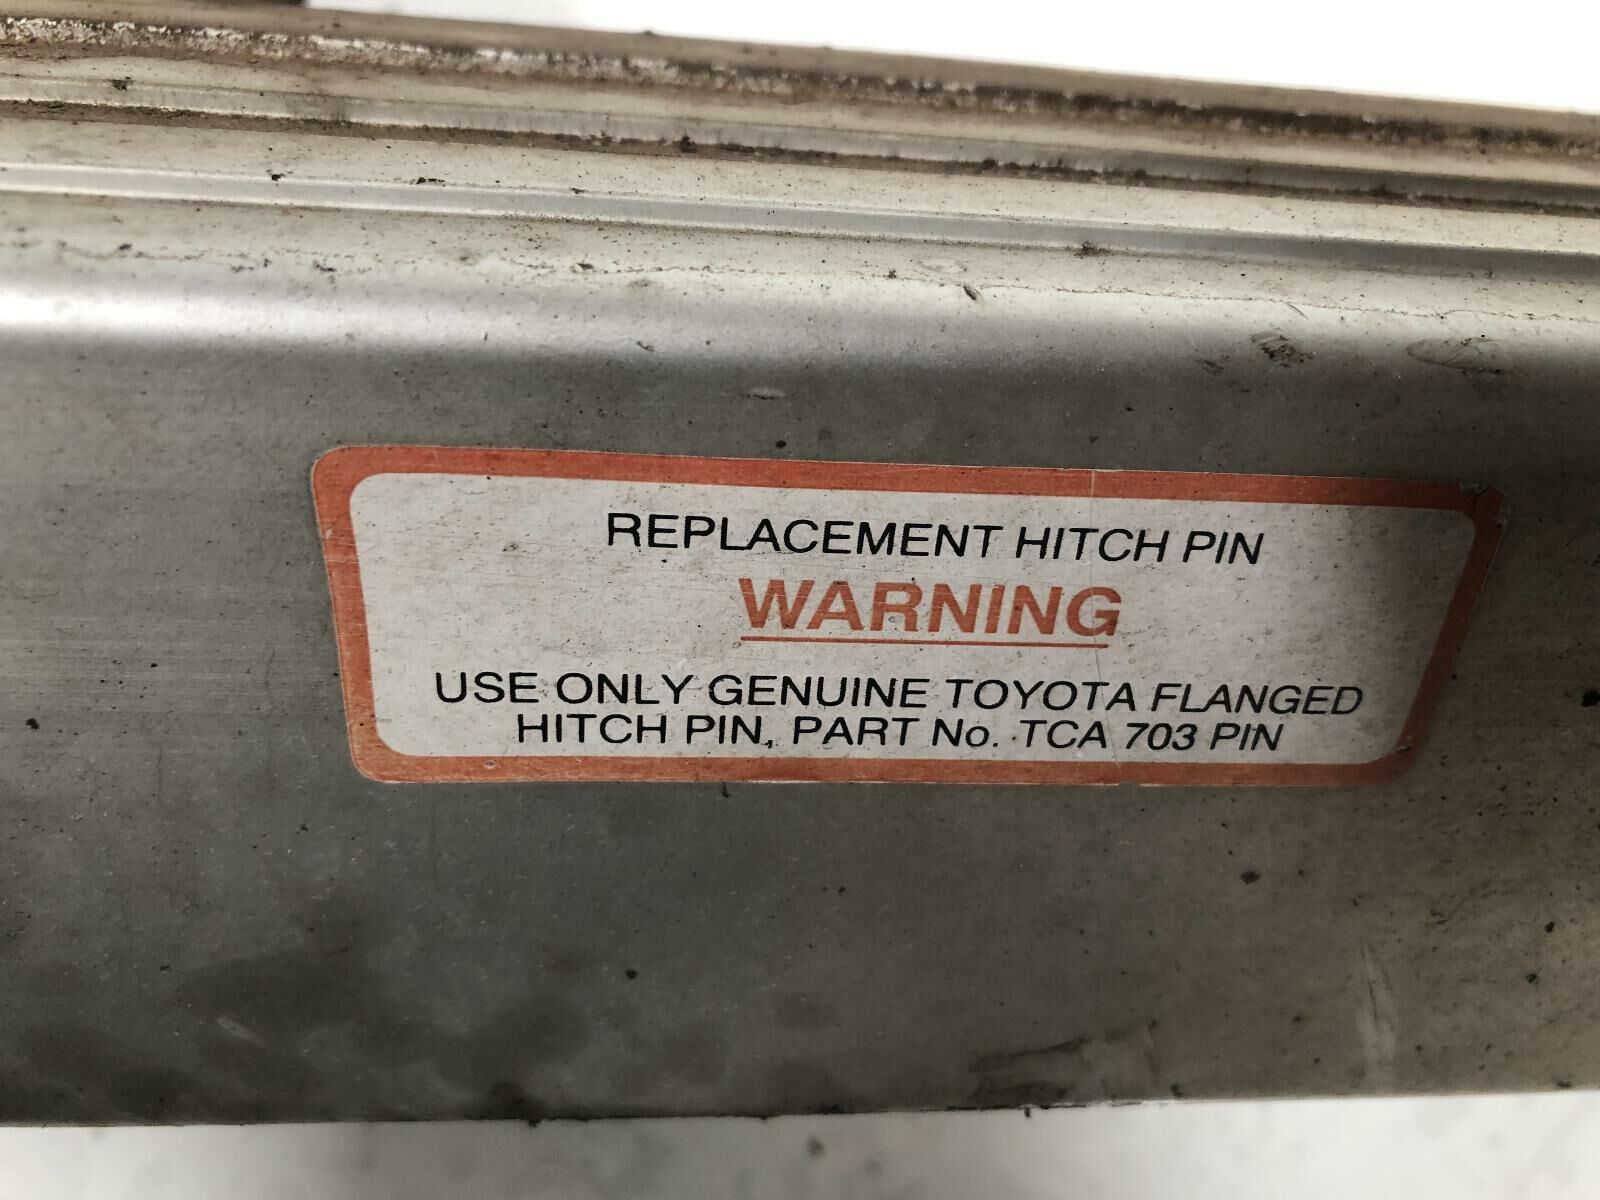 REPLACEMENT HITCH PIN
WARNING
USE ONLY GENUINE TOYOTA FLANGED
HITCH PIN, PART No. TCA 703 PIN